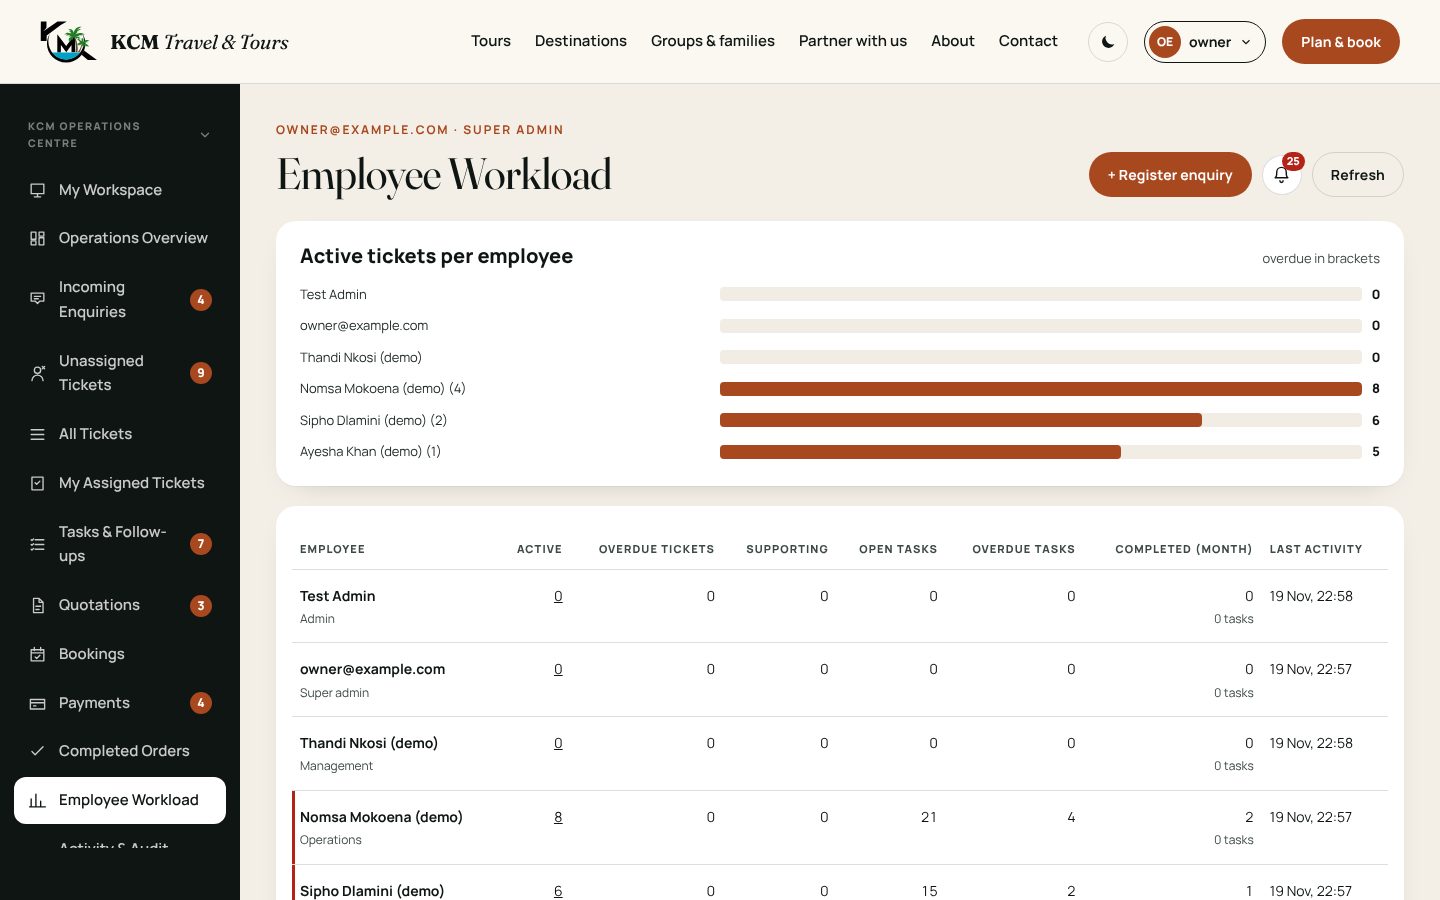 KCM Travel & Tours
Tours
Destinations
Groups & families
Partner with us
About
Contact
OE
owner
Plan & book
KCM OPERATIONS
CENTRE
My Workspace
Operations Overview
Incoming
Enquiries
4
Unassigned
Tickets
9
All Tickets
My Assigned Tickets
Tasks & Follow-
ups
7
Quotations
3
Bookings
Payments
4
Completed Orders
Employee Workload
Activity & Audit
OWNER@EXAMPLE.COM · SUPER ADMIN
Employee Workload
+ Register enquiry
25
Refresh
Active tickets per employee
overdue in brackets
Test Admin 0
owner@example.com 0
Thandi Nkosi (demo) 0
Nomsa Mokoena (demo) (4) 8
Sipho Dlamini (demo) (2) 6
Ayesha Khan (demo) (1) 5
EMPLOYEE ACTIVE OVERDUE TICKETS SUPPORTING OPEN TASKS OVERDUE TASKS COMPLETED (MONTH) LAST ACTIVITY
Test Admin 0 0 0 0 0 0 19 Nov, 22:58
Admin 0 tasks
owner@example.com 0 0 0 0 0 0 19 Nov, 22:57
Super admin 0 tasks
Thandi Nkosi (demo) 0 0 0 0 0 0 19 Nov, 22:58
Management 0 tasks
Nomsa Mokoena (demo) 8 0 0 21 4 2 19 Nov, 22:57
Operations 0 tasks
Sipho Dlamini (demo) 6 0 0 15 2 1 19 Nov, 22:57